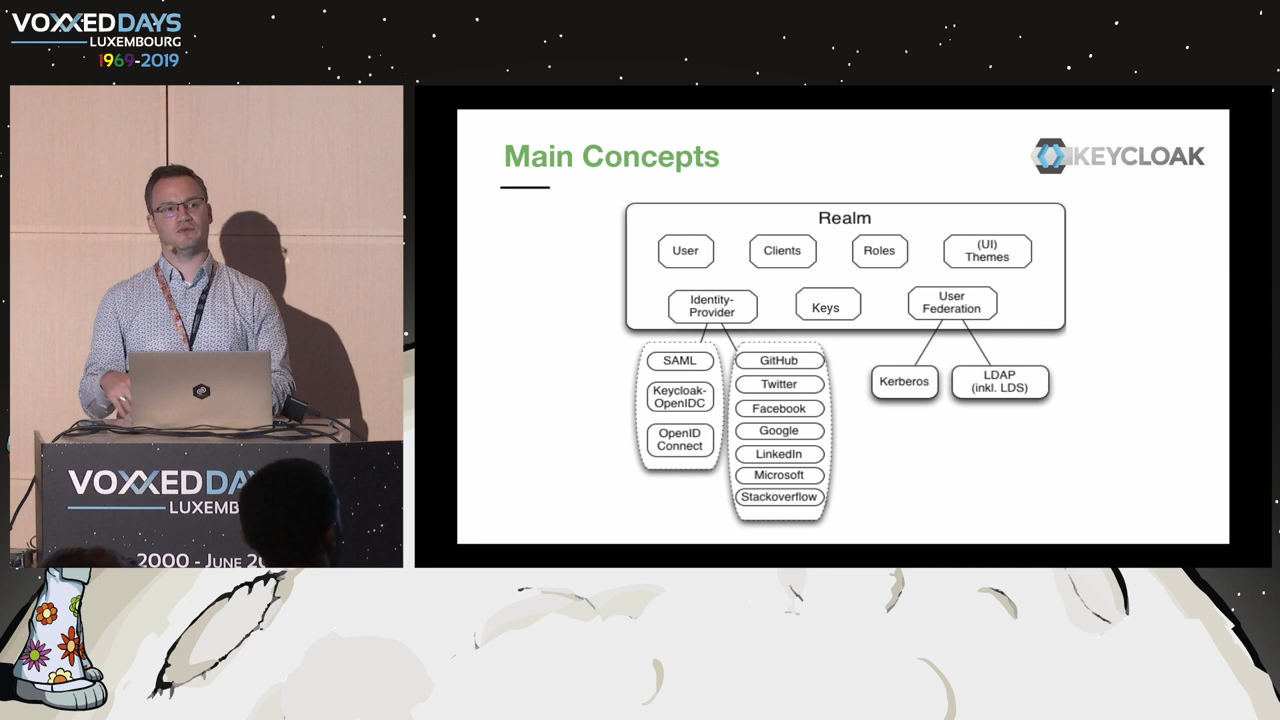 VOXXED DAYS
LUXEMBOURG
1969-2019
Main Concepts
KEYCLOAK
Realm
User
Clients
Roles
(UI)
Themes
Identity-
Provider
Keys
User
Federation
SAML
Keycloak-
OpenIDC
OpenID
Connect
GitHub
Twitter
Facebook
Google
LinkedIn
Microsoft
Stackoverflow
Kerberos
LDAP
(inkl. LDS)
VOXXED DA
LUXEMB
2000 - JUNE 2